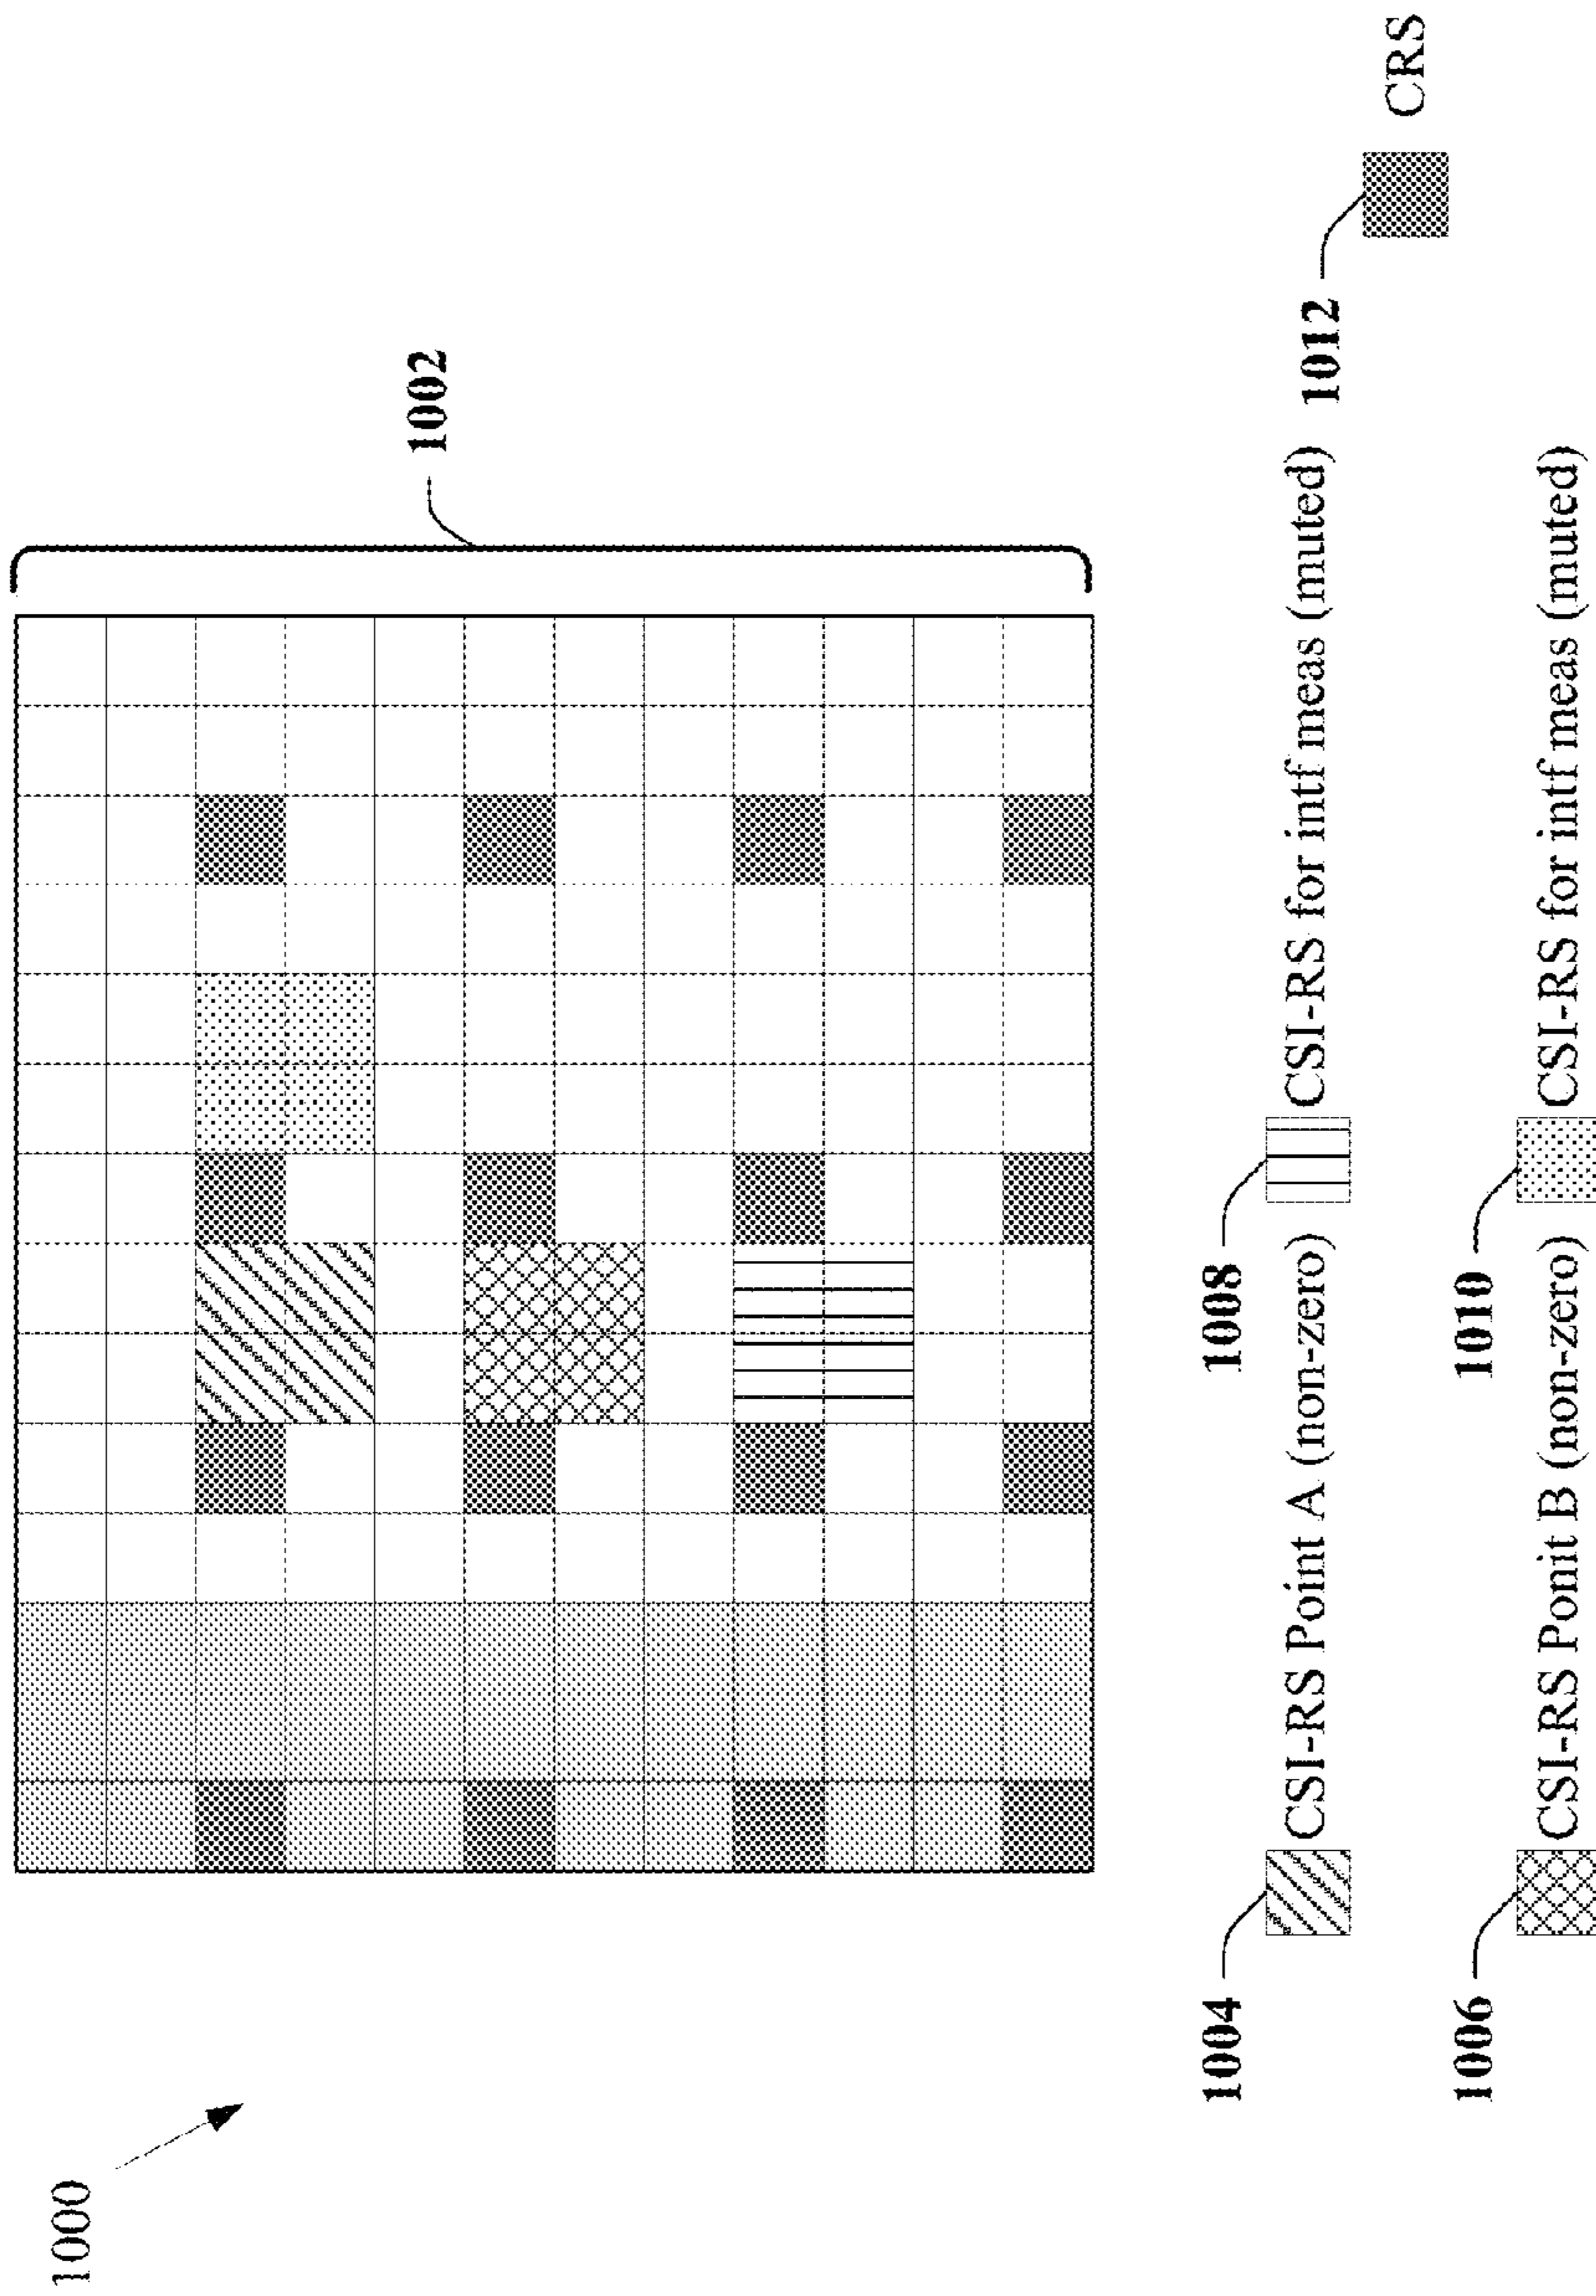 1000
1002
1004
CSI-RS Point A (non-zero)
1008
CSI-RS for intf meas (muted)
1012
CRS
1006
CSI-RS Ponit B (non-zero)
1010
CSI-RS for intf meas (muted)